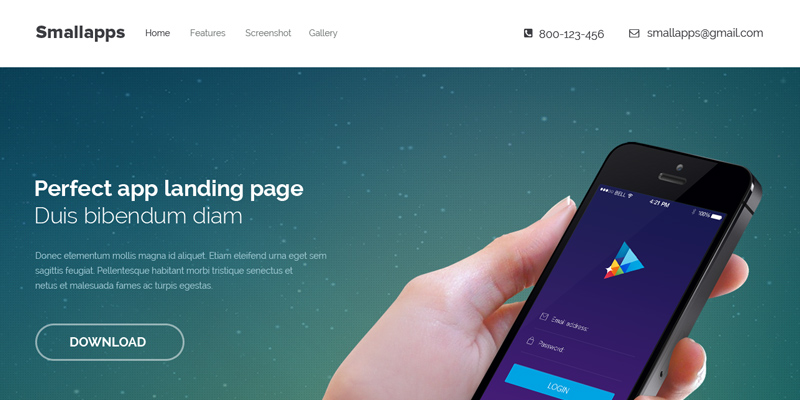 Smallapps Home Features Screenshot Gallery 800-123-456 smallapps@gmail.com
Perfect app landing page
Duis bibendum diam
Donec elementum mollis magna id aliquet. Etiam eleifend urna eget sem
sagittis feugiat. Pellentesque habitant morbi tristique senectus et
netus et malesuada fames ac turpis egestas.
DOWNLOAD
BELL 4:21 PM 100%
Email address:
Password:
LOGIN